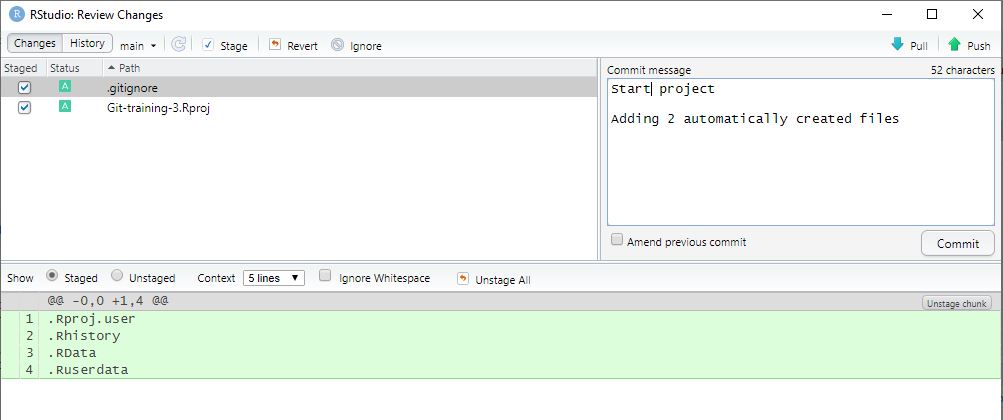 R RStudio: Review Changes
Changes History main Stage Revert Ignore Pull Push
Staged Status Path
A .gitignore
A Git-training-3.Rproj
Commit message 52 characters
Start project
Adding 2 automatically created files
Amend previous commit Commit
Show Staged Unstaged Context 5 lines Ignore Whitespace Unstage All
@@ -0,0 +1,4 @@ Unstage chunk
1 .Rproj.user
2 .Rhistory
3 .RData
4 .Ruserdata